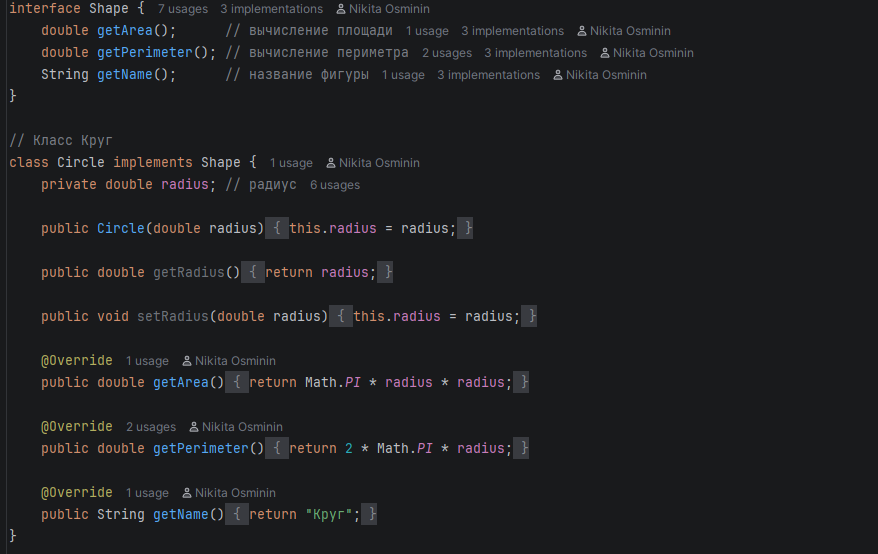 interface Shape { 7 usages 3 implementations Nikita Osminin
double getArea(); // вычисление площади 1 usage 3 implementations Nikita Osminin
double getPerimeter(); // вычисление периметра 2 usages 3 implementations Nikita Osminin
String getName(); // название фигуры 1 usage 3 implementations Nikita Osminin
}
// Класс Круг
class Circle implements Shape { 1 usage Nikita Osminin
private double radius; // радиус 6 usages
public Circle(double radius) { this.radius = radius; }
public double getRadius() { return radius; }
public void setRadius(double radius) { this.radius = radius; }
@Override 1 usage Nikita Osminin
public double getArea() { return Math.PI * radius * radius; }
@Override 2 usages Nikita Osminin
public double getPerimeter() { return 2 * Math.PI * radius; }
@Override 1 usage Nikita Osminin
public String getName() { return "Круг"; }
}